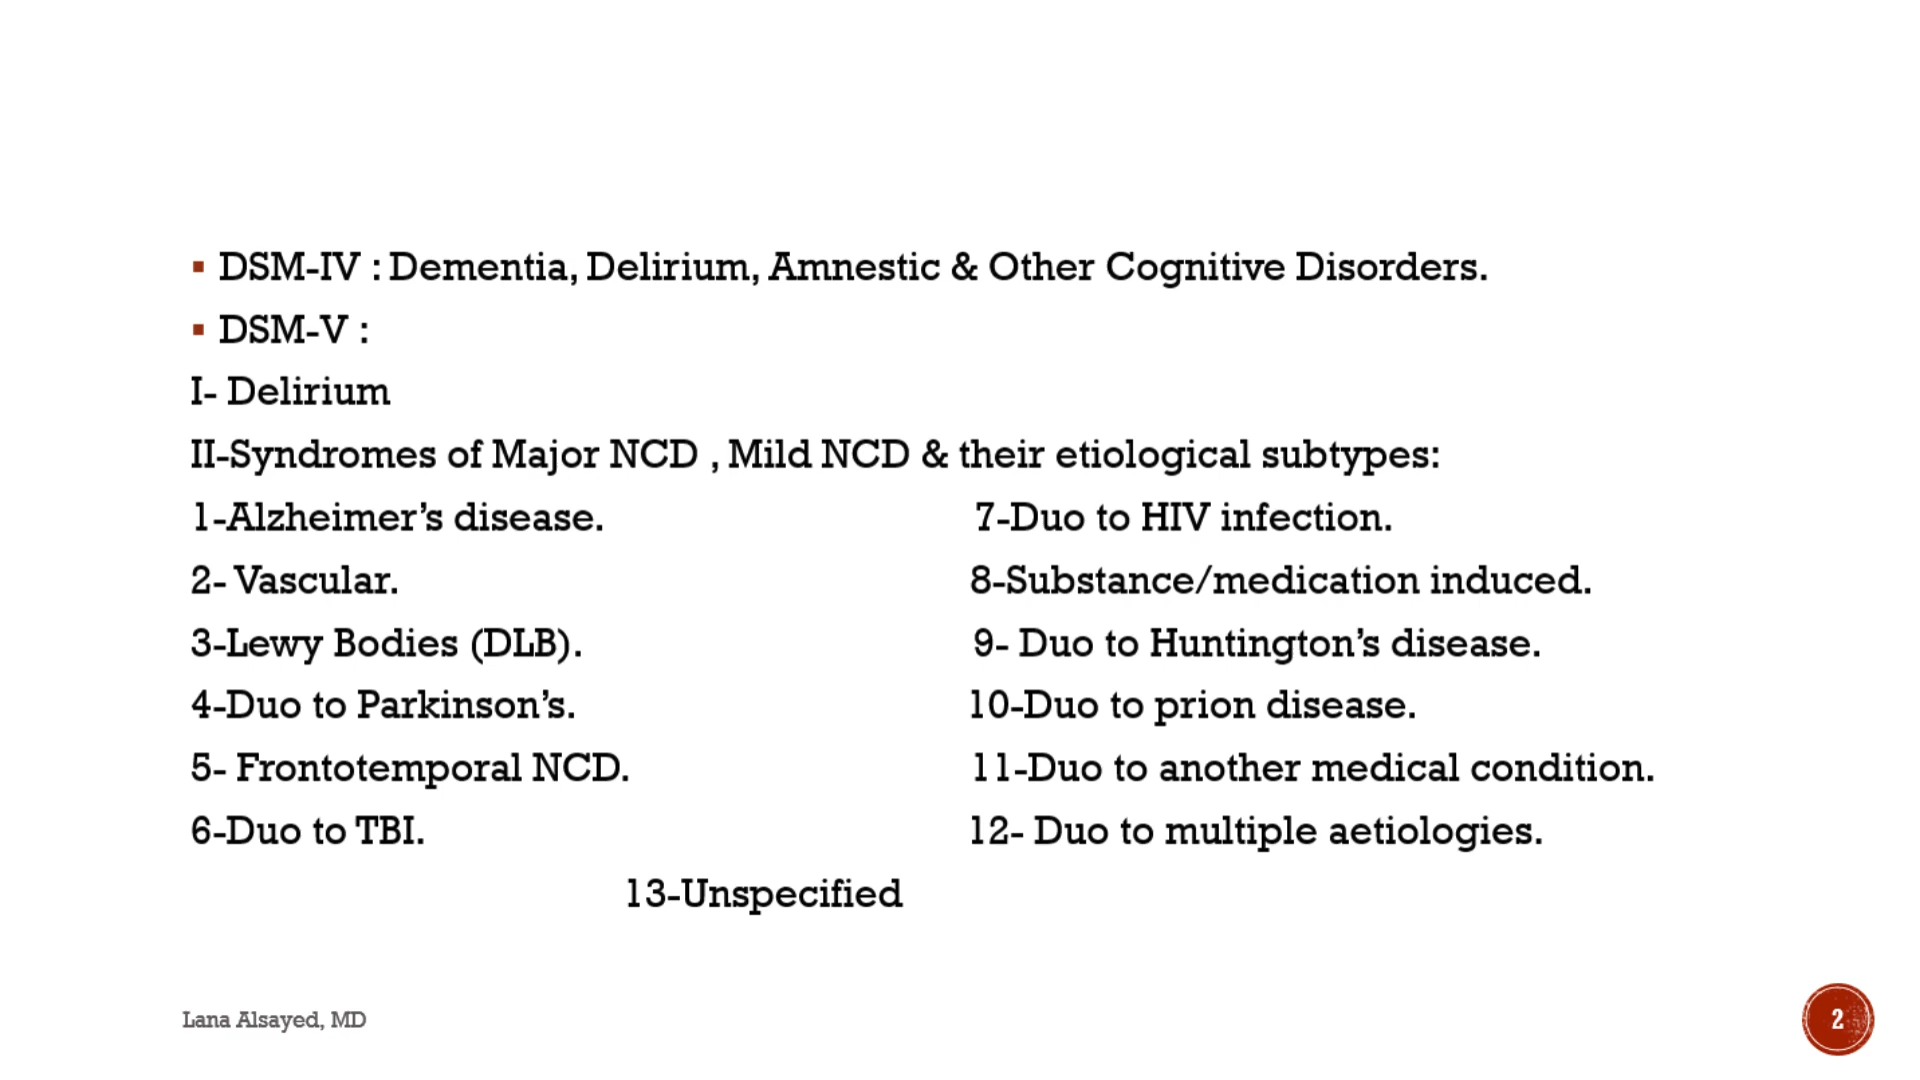 DSM-IV : Dementia, Delirium, Amnestic & Other Cognitive Disorders.
DSM-V :
I- Delirium
II-Syndromes of Major NCD , Mild NCD & their etiological subtypes:
1-Alzheimer’s disease. 7-Duo to HIV infection.
2- Vascular. 8-Substance/medication induced.
3-Lewy Bodies (DLB). 9- Duo to Huntington’s disease.
4-Duo to Parkinson’s. 10-Duo to prion disease.
5- Frontotemporal NCD. 11-Duo to another medical condition.
6-Duo to TBI. 12- Duo to multiple aetiologies.
13-Unspecified
Lana Alsayed, MD
2